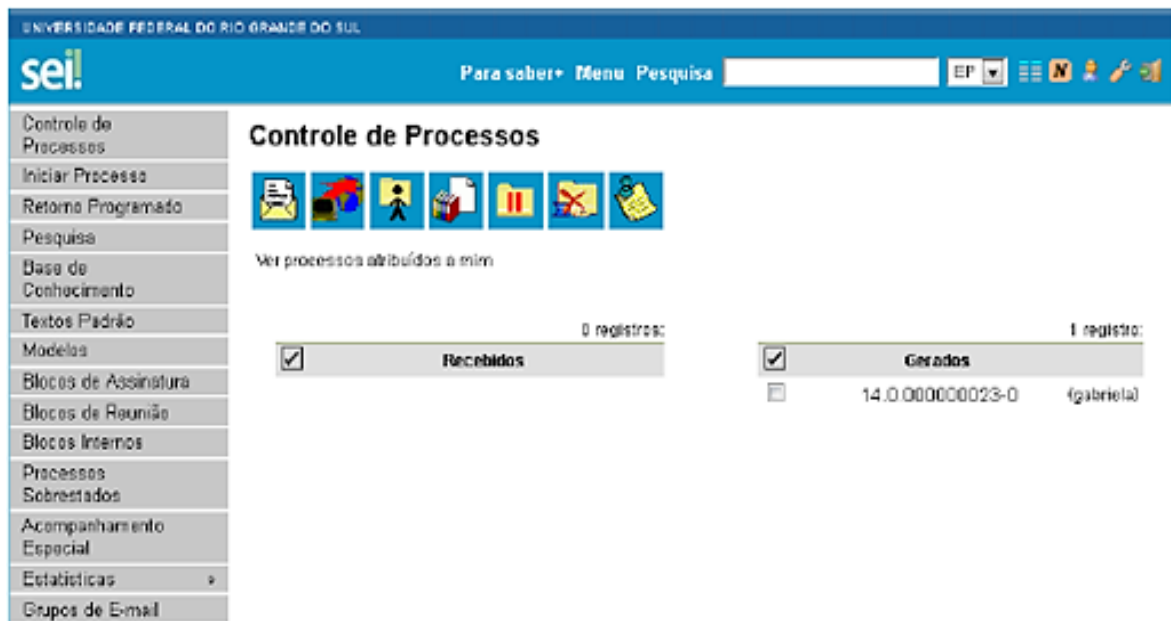 UNIVERSIDADE FEDERAL DO RIO GRANDE DO SUL
sei!
Para saber+ Menu Pesquisa
EP
N
Controle de
Processos
Iniciar Processo
Retorno Programado
Pesquisa
Base de
Conhecimento
Textos Padrão
Modelos
Blocos de Assinatura
Blocos de Reunião
Blocos Internos
Processos
Sobrestados
Acompanhamento
Especial
Estatísticas
Grupos de E-mail
Controle de Processos
Ver processos atribuídos a mim
0 registros:
Recebidos
1 registro:
Gerados
14.0.000000023-0 (gabriela)